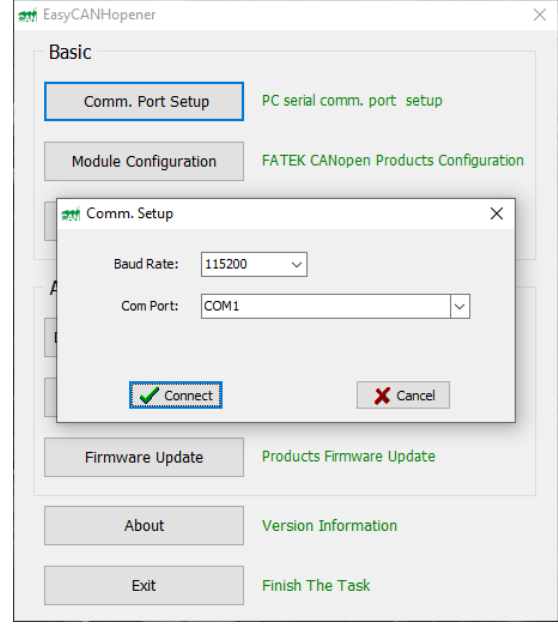 EasyCANHopener
Basic
Comm. Port Setup
PC serial comm. port setup
Module Configuration
FATEK CANopen Products Configuration
Comm. Setup
Baud Rate:
115200
Com Port:
COM1
Connect
Cancel
Firmware Update
Products Firmware Update
About
Version Information
Exit
Finish The Task